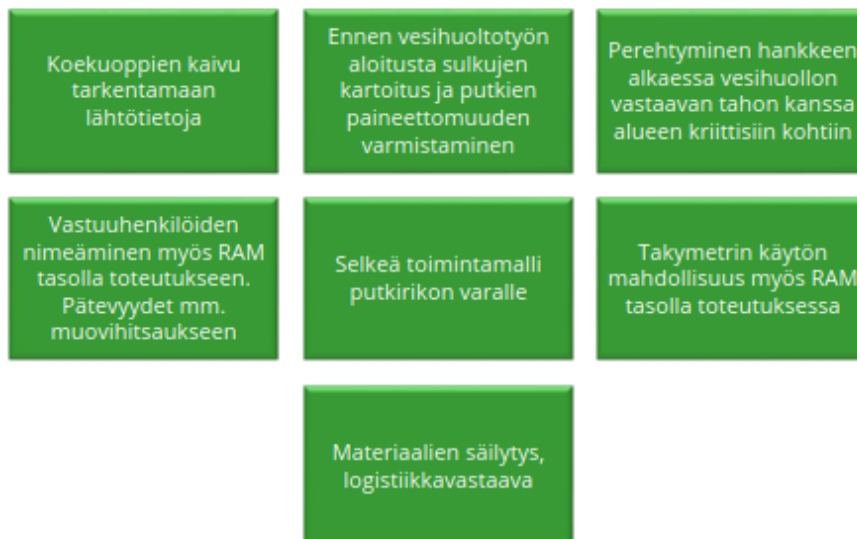 Koekuoppien kaivu
tarkentamaan
lähtötietoja
Ennen vesihuoltotyön
aloitusta sulkujen
kartoitus ja putkien
paineettomuuden
varmistaminen
Perehtyminen hankkeen
alkaessa vesihuollon
vastaavan tahon kanssa
alueen kriittisiin kohtiin
Vastuuhenkilöiden
nimeäminen myös RAM
tasolla toteutukseen.
Pätevyydet mm.
muovihitsaukseen
Selkeä toimintamalli
putkirikon varalle
Takymetrin käytön
mahdollisuus myös RAM
tasolla toteutuksessa
Materiaalien säilytys,
logistiikkavastaava